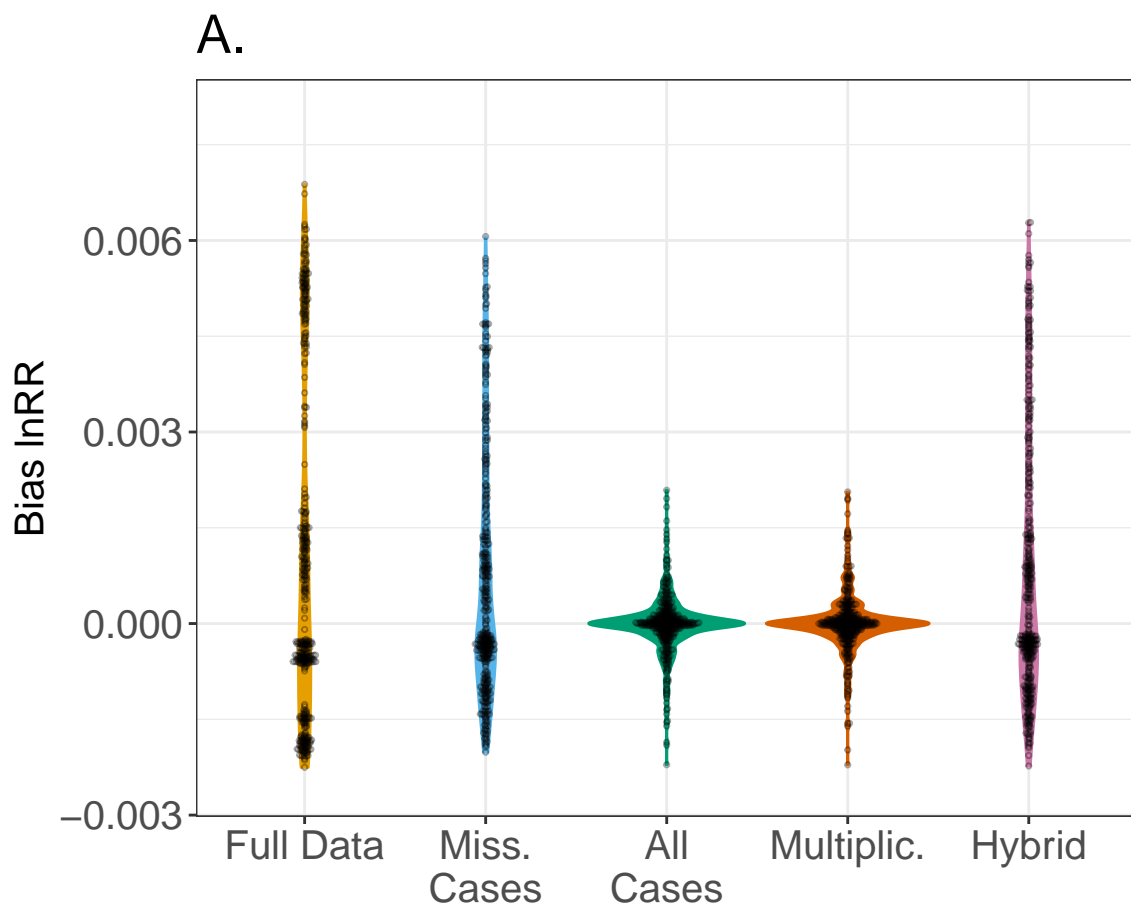 A.
Bias lnRR
0.006
0.003
0.000
−0.003
Full Data
Miss.
Cases
All
Cases
Multiplic.
Hybrid